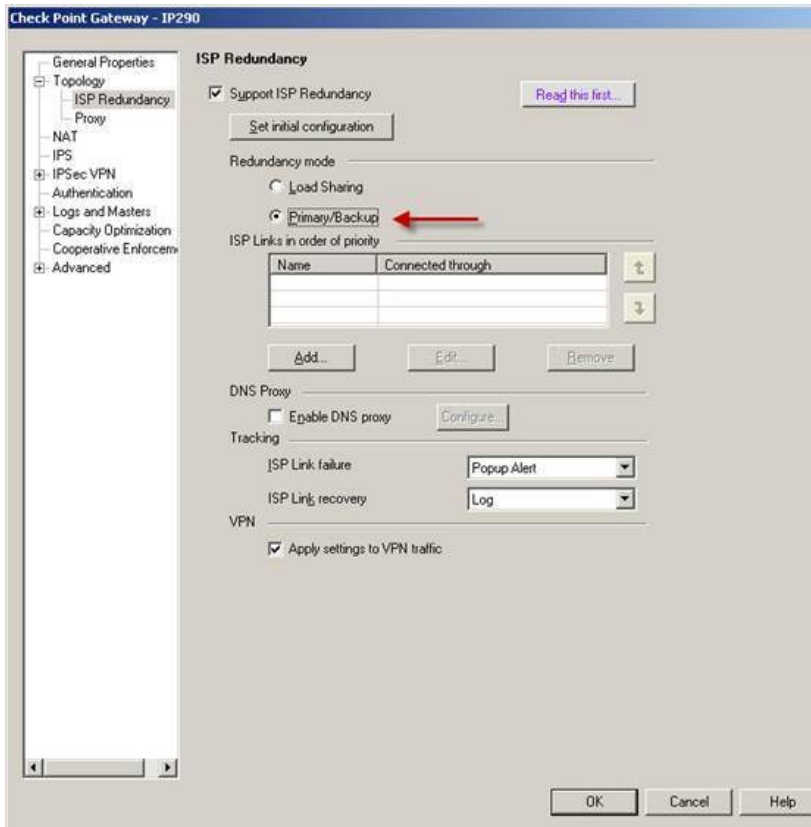 Check Point Gateway - IP290
General Properties
Topology
ISP Redundancy
Proxy
NAT
IPS
IPSec VPN
Authentication
Logs and Masters
Capacity Optimization
Cooperative Enforcem
Advanced
ISP Redundancy
Support ISP Redundancy
Read this first...
Set initial configuration
Redundancy mode
Load Sharing
Primary/Backup
ISP Links in order of priority
Name Connected through
Add... Edit... Remove
DNS Proxy
Enable DNS proxy Configure...
Tracking
ISP Link failure Popup Alert
ISP Link recovery Log
VPN
Apply settings to VPN traffic
OK Cancel Help